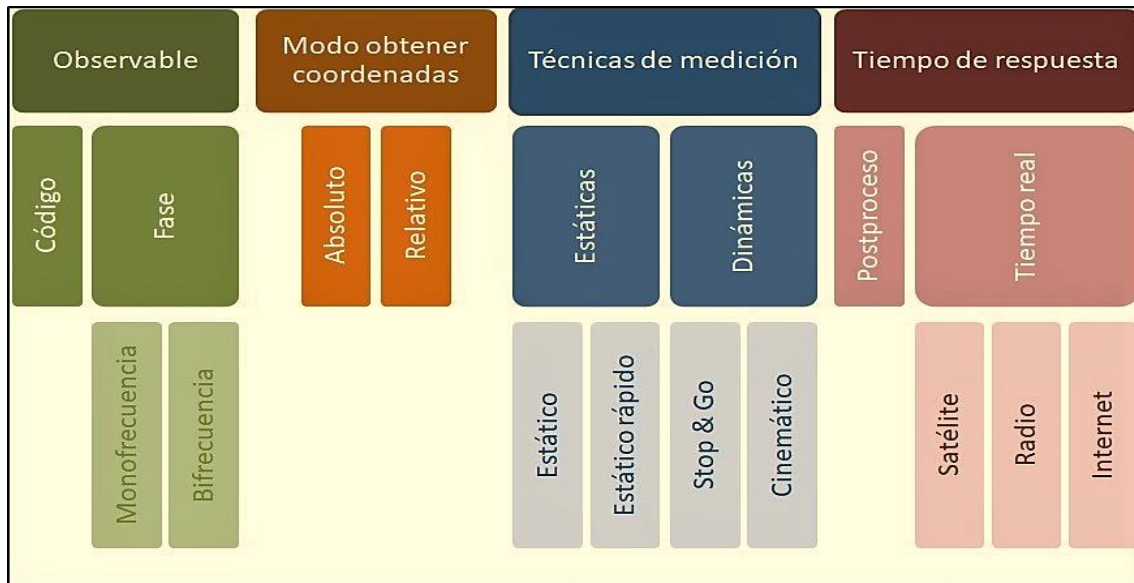 Observable
Modo obtener
coordenadas
Técnicas de medición
Tiempo de respuesta
Código
Fase
Absoluto
Relativo
Estáticas
Dinámicas
Postproceso
Tiempo real
Monofrecuencia
Bifrecuencia
Estático
Estático rápido
Stop & Go
Cinemático
Satélite
Radio
Internet